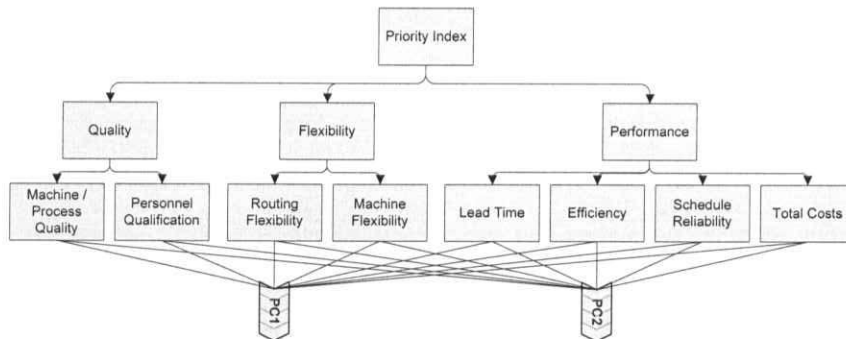 Priority Index
Quality
Flexibility
Performance
Machine /
Process
Quality
Personnel
Qualification
Routing
Flexibility
Machine
Flexibility
Lead Time
Efficiency
Schedule
Reliability
Total Costs
PC1
PC2